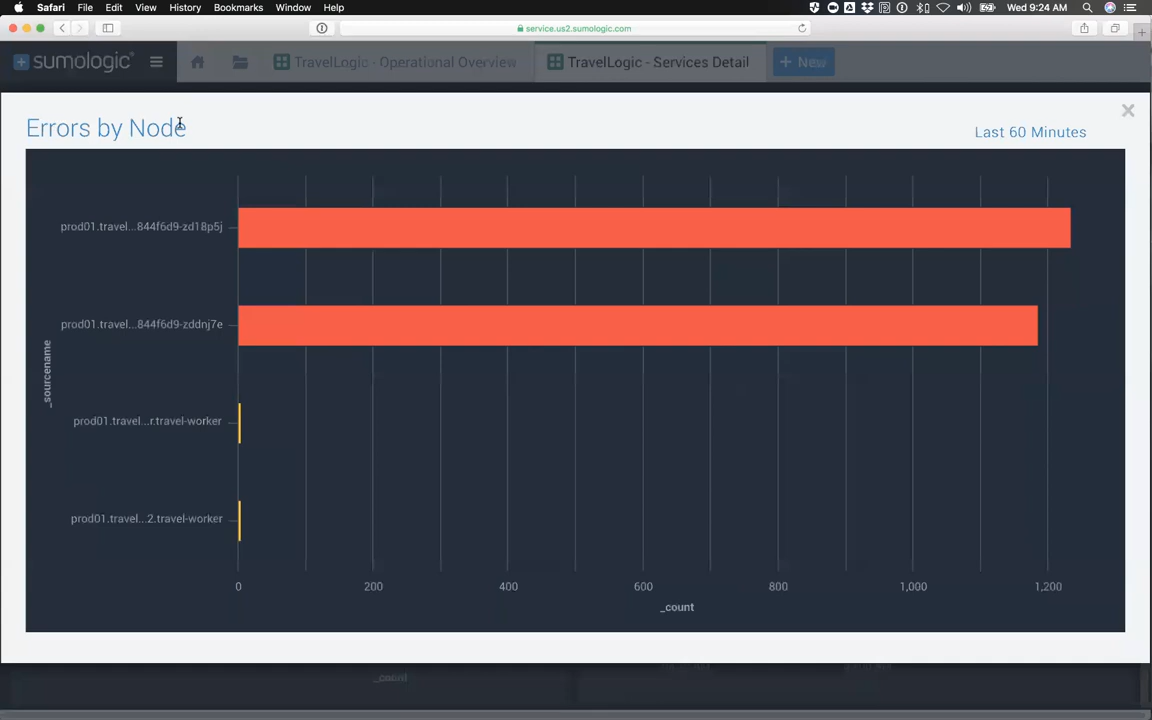 Safari File Edit View History Bookmarks Window Help Wed 9:24 AM
service.us2.sumologic.com
sumologic TravelLogic - Operational Overview TravelLogic - Services Detail + New
Errors by Node
Last 60 Minutes
prod01.travel...844f6d9-zd18p5j
prod01.travel...844f6d9-zddnj7e
prod01.travel...r.travel-worker
prod01.travel...2.travel-worker
_sourcename
0 200 400 600 800 1,000 1,200
_count
_count